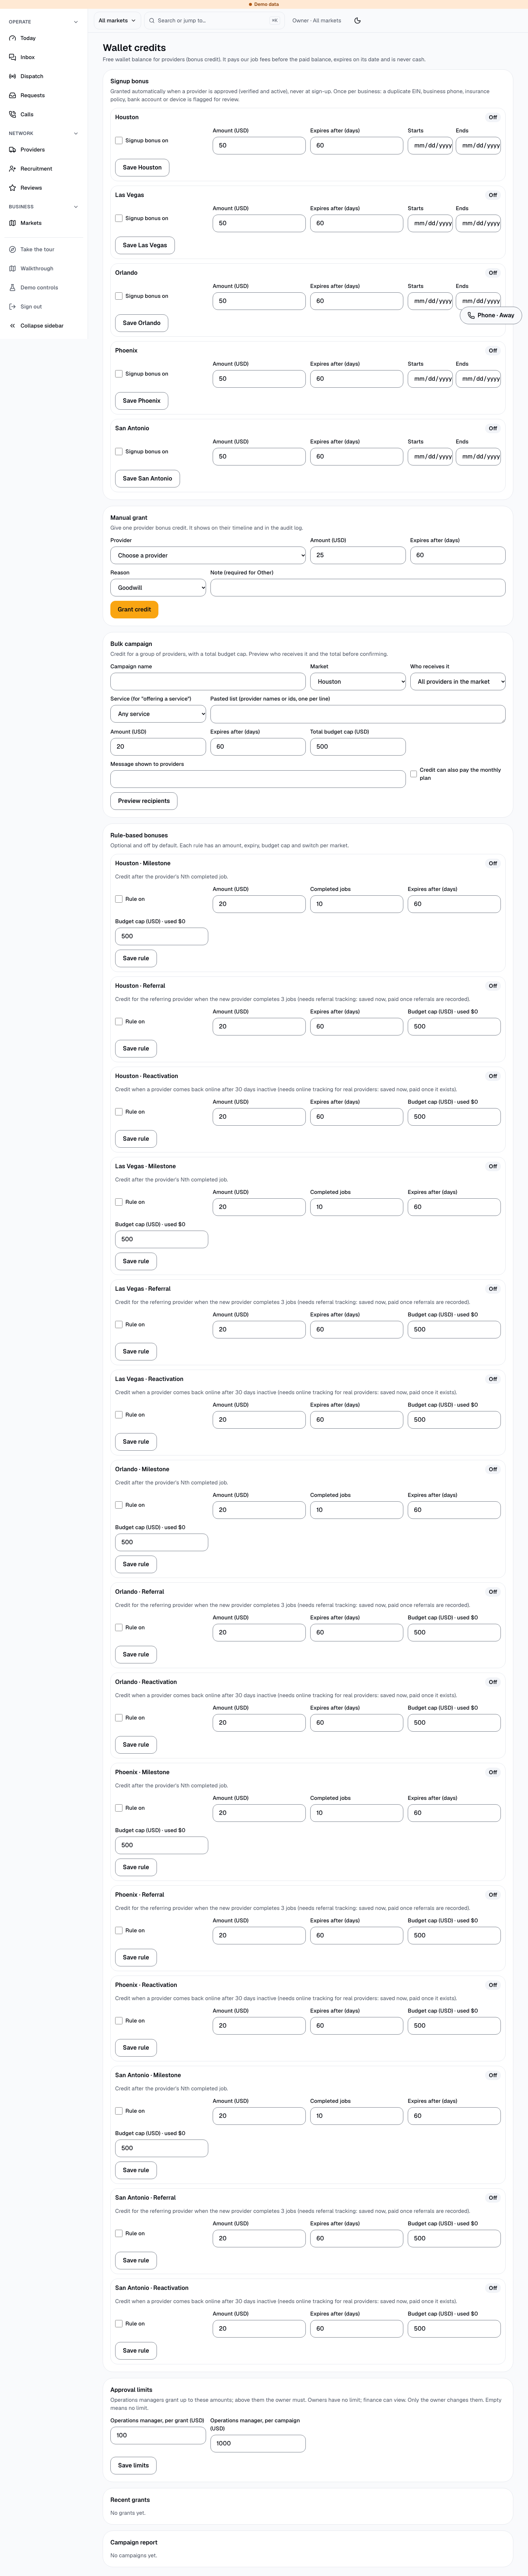 Demo data
OPERATE
Today
Inbox
Dispatch
Requests
Calls
NETWORK
Providers
Recruitment
Reviews
BUSINESS
Markets
Take the tour
Walkthrough
Demo controls
Sign out
Collapse sidebar
All markets
Search or jump to...
⌘K
Owner · All markets
Wallet credits
Free wallet balance for providers (bonus credit). It pays our job fees before the paid balance, expires on its date and is never cash.
Signup bonus
Granted automatically when a provider is approved (verified and active), never at sign-up. Once per business: a duplicate EIN, business phone, insurance
policy, bank account or device is flagged for review.
Houston Off
Signup bonus on
Amount (USD) Expires after (days) Starts Ends
50 60 mm/dd/yyyy mm/dd/yyyy
Save Houston
Las Vegas Off
Signup bonus on
Amount (USD) Expires after (days) Starts Ends
50 60 mm/dd/yyyy mm/dd/yyyy
Save Las Vegas
Orlando Off
Signup bonus on
Amount (USD) Expires after (days) Starts Ends
50 60 mm/dd/yyyy mm/dd/yyyy
Save Orlando
Phone · Away
Phoenix Off
Signup bonus on
Amount (USD) Expires after (days) Starts Ends
50 60 mm/dd/yyyy mm/dd/yyyy
Save Phoenix
San Antonio Off
Signup bonus on
Amount (USD) Expires after (days) Starts Ends
50 60 mm/dd/yyyy mm/dd/yyyy
Save San Antonio
Manual grant
Give one provider bonus credit. It shows on their timeline and in the audit log.
Provider Amount (USD) Expires after (days)
Choose a provider 25 60
Reason Note (required for Other)
Goodwill
Grant credit
Bulk campaign
Credit for a group of providers, with a total budget cap. Preview who receives it and the total before confirming.
Campaign name Market Who receives it
Houston All providers in the market
Service (for "offering a service") Pasted list (provider names or ids, one per line)
Any service
Amount (USD) Expires after (days) Total budget cap (USD)
20 60 500
Message shown to providers
Credit can also pay the monthly
plan
Preview recipients
Rule-based bonuses
Optional and off by default. Each rule has an amount, expiry, budget cap and switch per market.
Houston · Milestone Off
Credit after the provider's Nth completed job.
Rule on
Amount (USD) Completed jobs Expires after (days)
20 10 60
Budget cap (USD) · used $0
500
Save rule
Houston · Referral Off
Credit for the referring provider when the new provider completes 3 jobs (needs referral tracking: saved now, paid once referrals are recorded).
Rule on
Amount (USD) Expires after (days) Budget cap (USD) · used $0
20 60 500
Save rule
Houston · Reactivation Off
Credit when a provider comes back online after 30 days inactive (needs online tracking for real providers: saved now, paid once it exists).
Rule on
Amount (USD) Expires after (days) Budget cap (USD) · used $0
20 60 500
Save rule
Las Vegas · Milestone Off
Credit after the provider's Nth completed job.
Rule on
Amount (USD) Completed jobs Expires after (days)
20 10 60
Budget cap (USD) · used $0
500
Save rule
Las Vegas · Referral Off
Credit for the referring provider when the new provider completes 3 jobs (needs referral tracking: saved now, paid once referrals are recorded).
Rule on
Amount (USD) Expires after (days) Budget cap (USD) · used $0
20 60 500
Save rule
Las Vegas · Reactivation Off
Credit when a provider comes back online after 30 days inactive (needs online tracking for real providers: saved now, paid once it exists).
Rule on
Amount (USD) Expires after (days) Budget cap (USD) · used $0
20 60 500
Save rule
Orlando · Milestone Off
Credit after the provider's Nth completed job.
Rule on
Amount (USD) Completed jobs Expires after (days)
20 10 60
Budget cap (USD) · used $0
500
Save rule
Orlando · Referral Off
Credit for the referring provider when the new provider completes 3 jobs (needs referral tracking: saved now, paid once referrals are recorded).
Rule on
Amount (USD) Expires after (days) Budget cap (USD) · used $0
20 60 500
Save rule
Orlando · Reactivation Off
Credit when a provider comes back online after 30 days inactive (needs online tracking for real providers: saved now, paid once it exists).
Rule on
Amount (USD) Expires after (days) Budget cap (USD) · used $0
20 60 500
Save rule
Phoenix · Milestone Off
Credit after the provider's Nth completed job.
Rule on
Amount (USD) Completed jobs Expires after (days)
20 10 60
Budget cap (USD) · used $0
500
Save rule
Phoenix · Referral Off
Credit for the referring provider when the new provider completes 3 jobs (needs referral tracking: saved now, paid once referrals are recorded).
Rule on
Amount (USD) Expires after (days) Budget cap (USD) · used $0
20 60 500
Save rule
Phoenix · Reactivation Off
Credit when a provider comes back online after 30 days inactive (needs online tracking for real providers: saved now, paid once it exists).
Rule on
Amount (USD) Expires after (days) Budget cap (USD) · used $0
20 60 500
Save rule
San Antonio · Milestone Off
Credit after the provider's Nth completed job.
Rule on
Amount (USD) Completed jobs Expires after (days)
20 10 60
Budget cap (USD) · used $0
500
Save rule
San Antonio · Referral Off
Credit for the referring provider when the new provider completes 3 jobs (needs referral tracking: saved now, paid once referrals are recorded).
Rule on
Amount (USD) Expires after (days) Budget cap (USD) · used $0
20 60 500
Save rule
San Antonio · Reactivation Off
Credit when a provider comes back online after 30 days inactive (needs online tracking for real providers: saved now, paid once it exists).
Rule on
Amount (USD) Expires after (days) Budget cap (USD) · used $0
20 60 500
Save rule
Approval limits
Operations managers grant up to these amounts; above them the owner must. Owners have no limit; finance can view. Only the owner changes them. Empty
means no limit.
Operations manager, per grant (USD) Operations manager, per campaign
(USD)
100 1000
Save limits
Recent grants
No grants yet.
Campaign report
No campaigns yet.